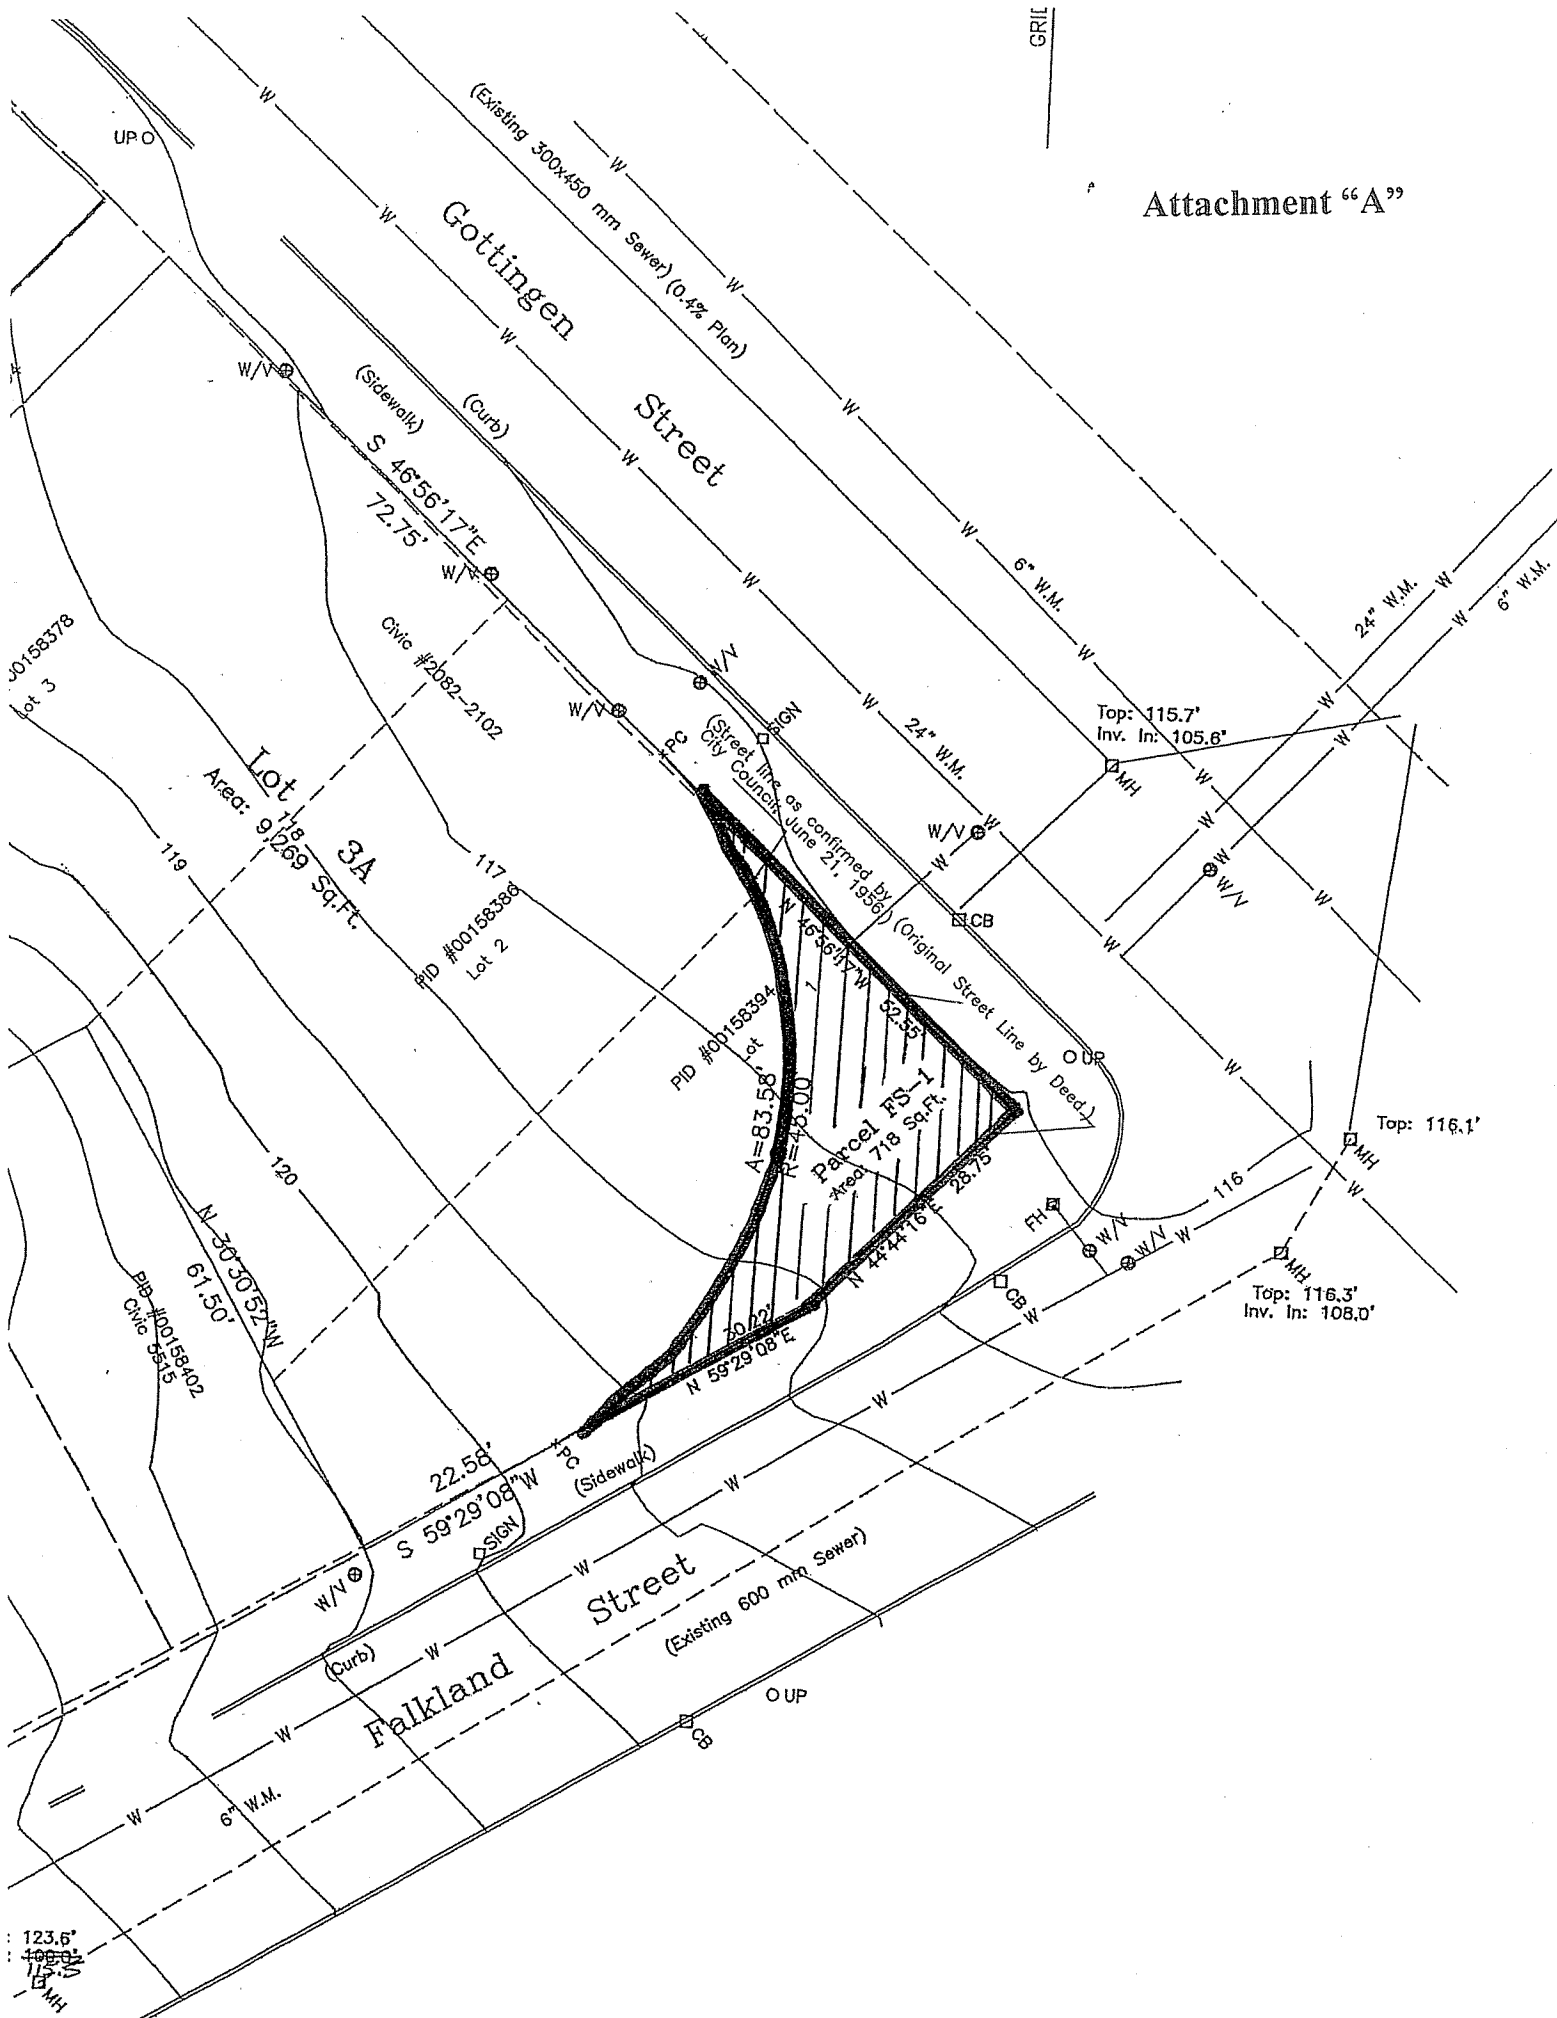 GRID
Attachment “A”
UP
W
W
(Existing 300x450 mm Sewer) (0.4% Plan)
W
W
Gottingen
Street
W
W
W/V
(Sidewalk)
(Curb)
S 46°56'17"E
72.75'
W
W
W
W/V
6" W.M.
W
W
24" W.M.
W
W
6" W.M.
00158378
Lot 3
Civic #2082-2102
W/V
W/V
PC
SIGN
(Street line as confirmed by
City Council, June 21, 1956)
W
24" W.M.
W
W
Top: 115.7'
Inv. In: 105.6'
MH
W
W
W
W/V
W
W
W
W
W/V
W
W
Lot 3A
Area: 9,269 Sq.Ft.
118
119
117
PID #00158386
Lot 2
CB
(Original Street Line by Deed.)
N 46°56'17"W
52.55'
PID #00158394
Lot 1
UP
W
A=83.58'
R=45.00
Parcel FS-1
Area: 718 Sq.Ft.
Top: 116.1'
MH
W
120
N 44°44'16"E
28.75'
FH
W/V
W/V
W
116
MH
Top: 116.3'
Inv. In: 108.0'
CB
W
N 30°30'52"W
61.50'
PID #00158402
Civic 5515
30.22'
N 59°29'08"E
W
22.58'
S 59°29'08"W
PC
(Sidewalk)
W
SIGN
W/V
W
Street
(Existing 600 mm Sewer)
(Curb)
W
Falkland
UP
CB
W
W
6" W.M.
: 123.6'
: 100.0'
115.5
MH